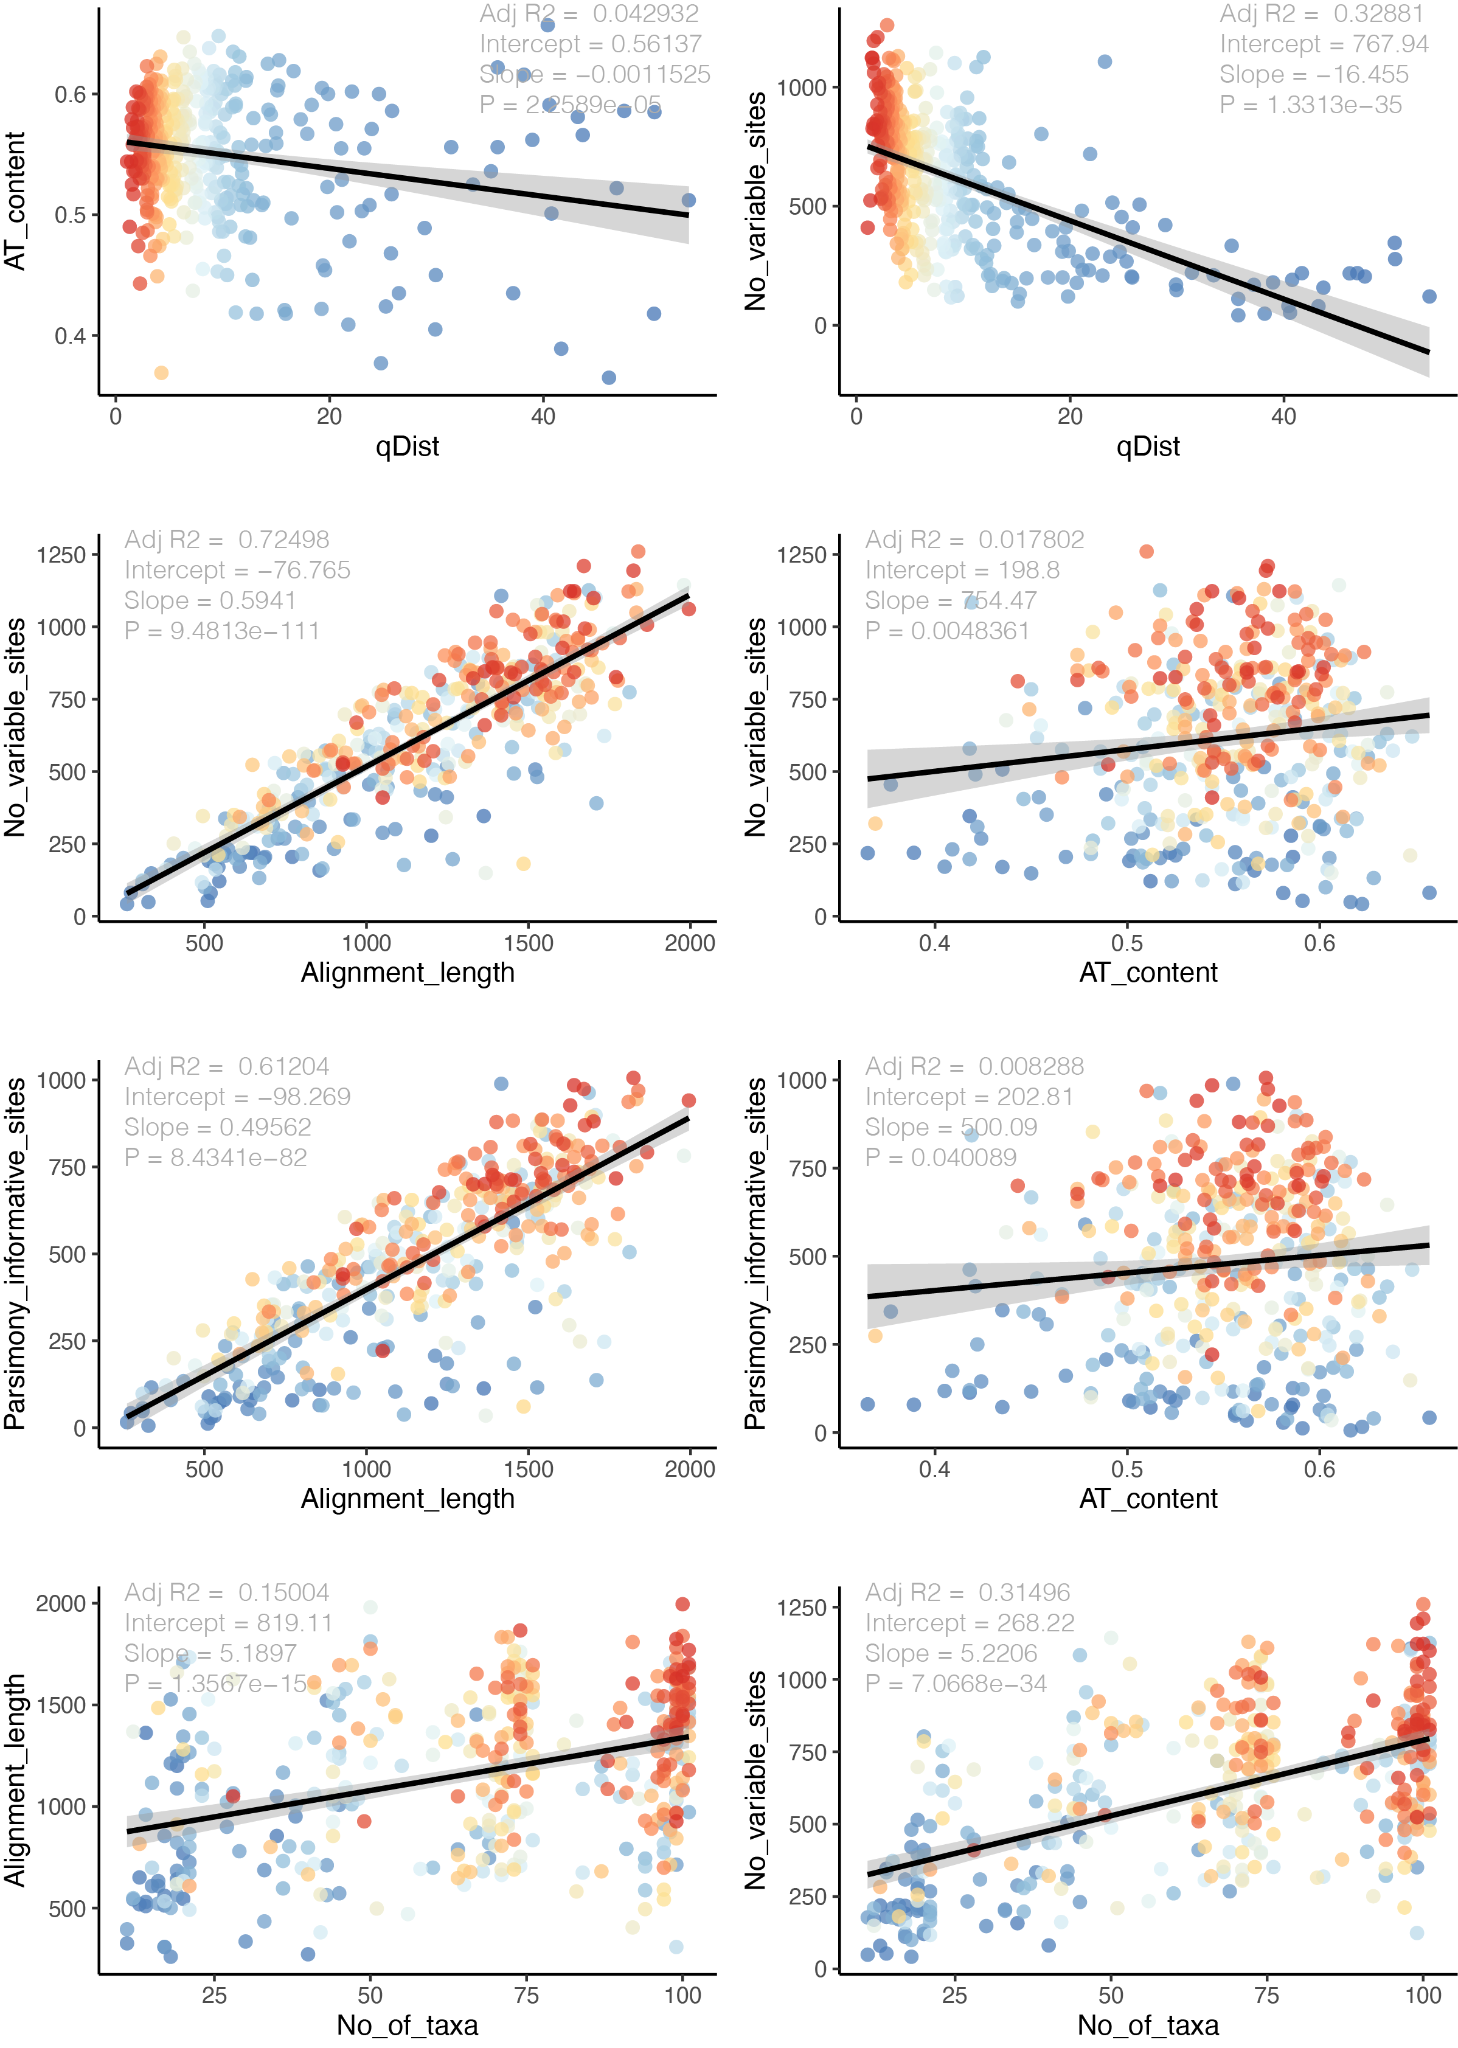 Adj R2 =  0.042932
Intercept = 0.56137
Slope = −0.0011525
P = 2.2589e−05
AT_content
0.6
0.5
0.4
0
20
40
qDist
Adj R2 =  0.32881
Intercept = 767.94
Slope = −16.455
P = 1.3313e−35
No_variable_sites
1000
500
0
0
20
40
qDist
Adj R2 =  0.72498
Intercept = −76.765
Slope = 0.5941
P = 9.4813e−111
No_variable_sites
1250
1000
750
500
250
0
500
1000
1500
2000
Alignment_length
Adj R2 =  0.017802
Intercept = 198.8
Slope = 754.47
P = 0.0048361
No_variable_sites
1250
1000
750
500
250
0
0.4
0.5
0.6
AT_content
Adj R2 =  0.61204
Intercept = −98.269
Slope = 0.49562
P = 8.4341e−82
Parsimony_informative_sites
1000
750
500
250
0
500
1000
1500
2000
Alignment_length
Adj R2 =  0.008288
Intercept = 202.81
Slope = 500.09
P = 0.040089
Parsimony_informative_sites
1000
750
500
250
0
0.4
0.5
0.6
AT_content
Adj R2 =  0.15004
Intercept = 819.11
Slope = 5.1897
P = 1.3567e−15
Alignment_length
2000
1500
1000
500
25
50
75
100
No_of_taxa
Adj R2 =  0.31496
Intercept = 268.22
Slope = 5.2206
P = 7.0668e−34
No_variable_sites
1250
1000
750
500
250
0
25
50
75
100
No_of_taxa